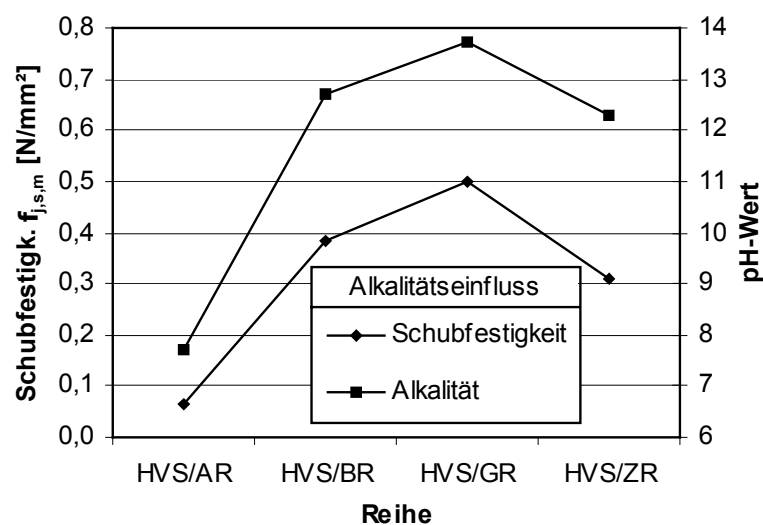 0,8
0,7
0,6
0,5
0,4
0,3
0,2
0,1
0,0
Schubfestigk. fj,s,m [N/mm²]
14
13
12
11
10
9
8
7
6
pH-Wert
Alkalitätseinfluss
Schubfestigkeit
Alkalität
HVS/AR HVS/BR HVS/GR HVS/ZR
Reihe